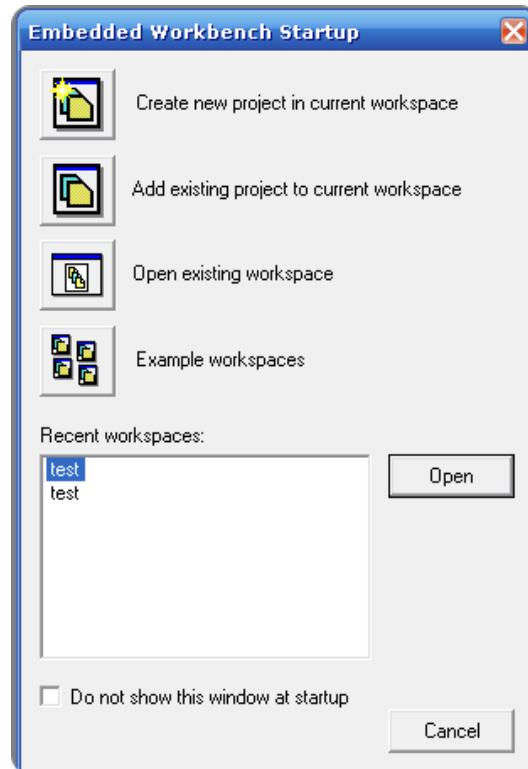 Embedded Workbench Startup
Create new project in current workspace
Add existing project to current workspace
Open existing workspace
Example workspaces
Recent workspaces:
test
Open
test
Do not show this window at startup
Cancel